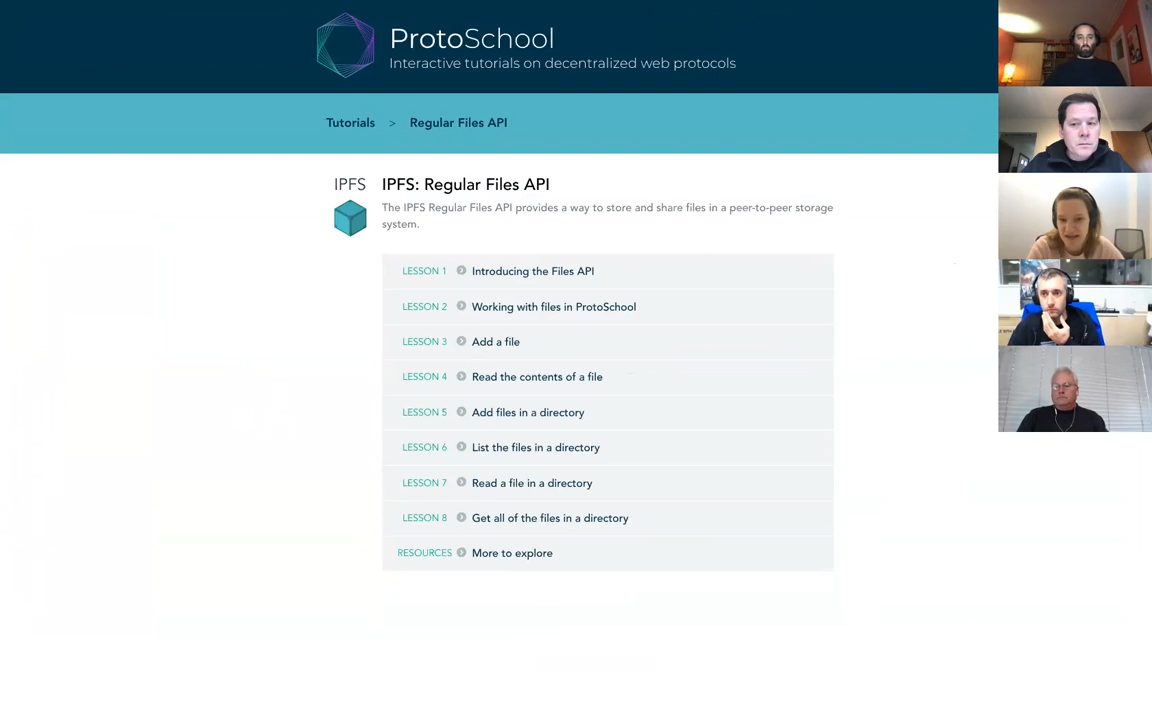 ProtoSchool
Interactive tutorials on decentralized web protocols
Tutorials > Regular Files API
IPFS IPFS: Regular Files API
The IPFS Regular Files API provides a way to store and share files in a peer-to-peer storage
system.
LESSON 1 Introducing the Files API
LESSON 2 Working with files in ProtoSchool
LESSON 3 Add a file
LESSON 4 Read the contents of a file
LESSON 5 Add files in a directory
LESSON 6 List the files in a directory
LESSON 7 Read a file in a directory
LESSON 8 Get all of the files in a directory
RESOURCES More to explore